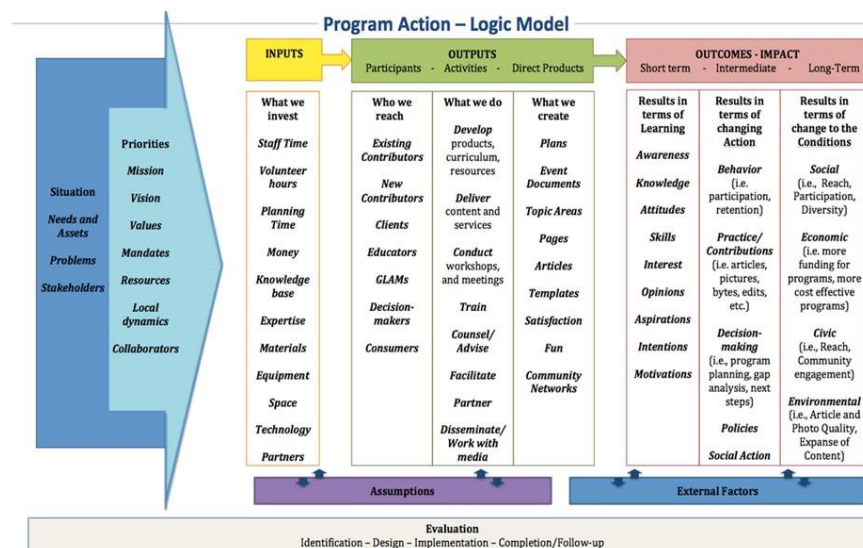 Program Action – Logic Model
Situation
Needs and
Assets
Problems
Stakeholders
Priorities
Mission
Vision
Values
Mandates
Resources
Local
dynamics
Collaborators
INPUTS
What we
invest
Staff Time
Volunteer
hours
Planning
Time
Money
Knowledge
base
Expertise
Materials
Equipment
Space
Technology
Partners
OUTPUTS
Participants - Activities - Direct Products
Who we
reach
Existing
Contributors
New
Contributors
Clients
Educators
GLAMs
Decision-
makers
Consumers
What we do
Develop
products,
curriculum,
resources
Deliver
content and
services
Conduct
workshops,
and meetings
Train
Counsel/
Advise
Facilitate
Partner
Disseminate/
Work with
media
What we
create
Plans
Event
Documents
Topic Areas
Pages
Articles
Templates
Satisfaction
Fun
Community
Networks
OUTCOMES - IMPACT
Short term - Intermediate - Long-Term
Results in
terms of
Learning
Awareness
Knowledge
Attitudes
Skills
Interest
Opinions
Aspirations
Intentions
Motivations
Results in
terms of
changing
Action
Behavior
(i.e.
participation,
retention)
Practice/
Contributions
(i.e. articles,
pictures,
bytes, edits,
etc.)
Decision-
making
(i.e., program
planning, gap
analysis, next
steps)
Policies
Social Action
Results in
terms of
change to the
Conditions
Social
(i.e., Reach,
Participation,
Diversity)
Economic
(i.e. more
funding for
programs, more
cost effective
programs)
Civic
(i.e., Reach,
Community
engagement)
Environmental
(i.e., Article and
Photo Quality,
Expanse of
Content)
Assumptions
External Factors
Evaluation
Identification – Design – Implementation – Completion/Follow-up